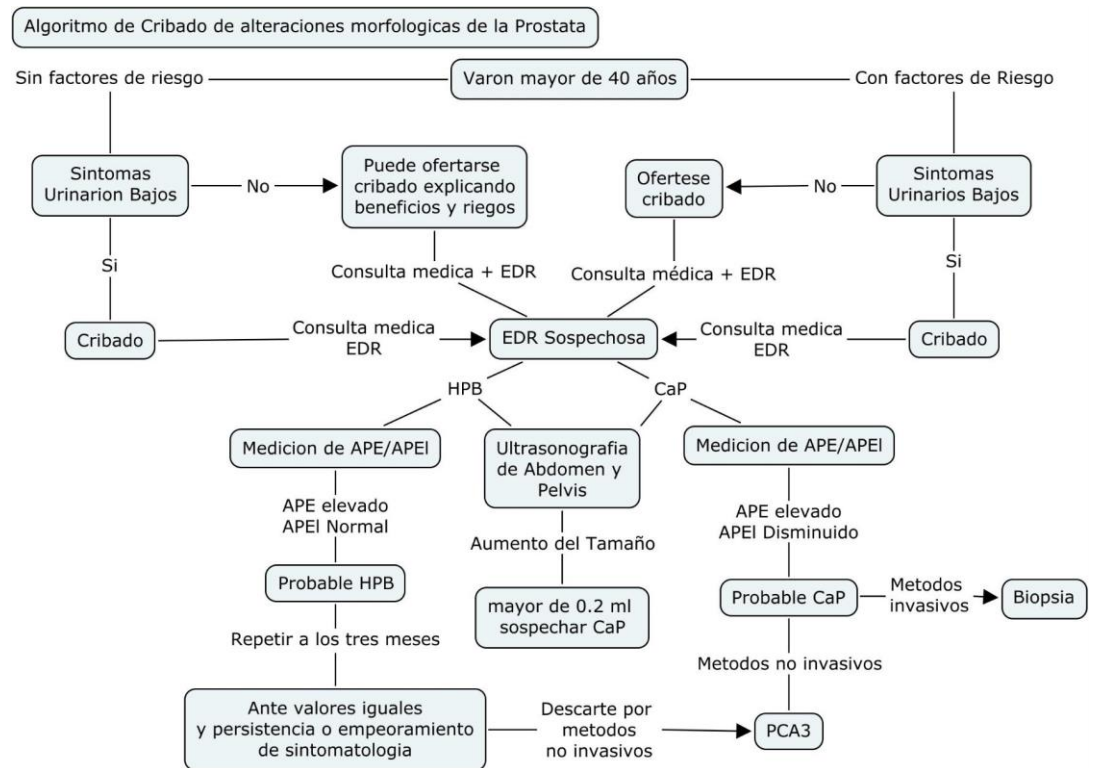 Algoritmo de Cribado de alteraciones morfologicas de la Prostata
Sin factores de riesgo
Varon mayor de 40 años
Con factores de Riesgo
Sintomas
Urinarion Bajos
No
Puede ofertarse
cribado explicando
beneficios y riegos
Ofertese
cribado
No
Sintomas
Urinarios Bajos
Si
Consulta medica + EDR
Consulta médica + EDR
Si
Cribado
Consulta medica
EDR
EDR Sospechosa
Consulta medica
EDR
Cribado
HPB
CaP
Medicion de APE/APEl
Ultrasonografia
de Abdomen y
Pelvis
Medicion de APE/APEl
APE elevado
APEl Normal
Aumento del Tamaño
APE elevado
APEl Disminuido
Probable HPB
mayor de 0.2 ml
sospechar CaP
Probable CaP
Metodos
invasivos
Biopsia
Repetir a los tres meses
Metodos no invasivos
Ante valores iguales
y persistencia o empeoramiento
de sintomatologia
Descarte por
metodos
no invasivos
PCA3